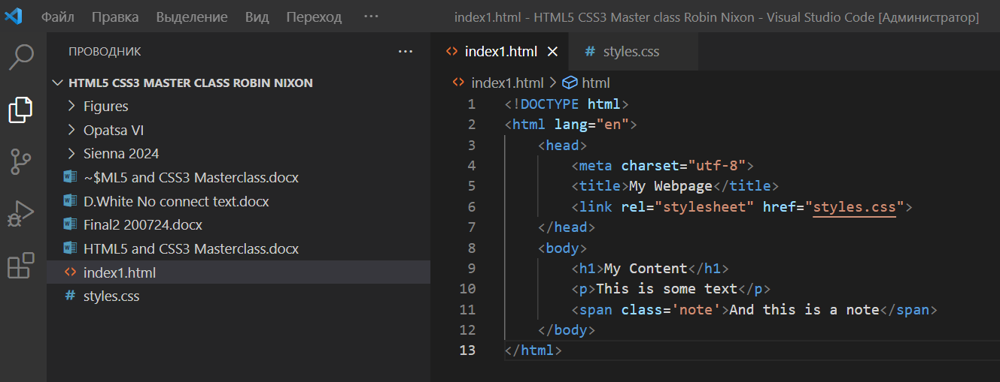 Файл Правка Выделение Вид Переход ··· index1.html - HTML5 CSS3 Master class Robin Nixon - Visual Studio Code [Администратор]
ПРОВОДНИК ···
HTML5 CSS3 MASTER CLASS ROBIN NIXON
Figures
Opatsa VI
Sienna 2024
~$ML5 and CSS3 Masterclass.docx
D.White No connect text.docx
Final2 200724.docx
HTML5 and CSS3 Masterclass.docx
index1.html
styles.css
index1.html styles.css
index1.html > html
1 <!DOCTYPE html>
2 <html lang="en">
3 <head>
4 <meta charset="utf-8">
5 <title>My Webpage</title>
6 <link rel="stylesheet" href="styles.css">
7 </head>
8 <body>
9 <h1>My Content</h1>
10 <p>This is some text</p>
11 <span class='note'>And this is a note</span>
12 </body>
13 </html>